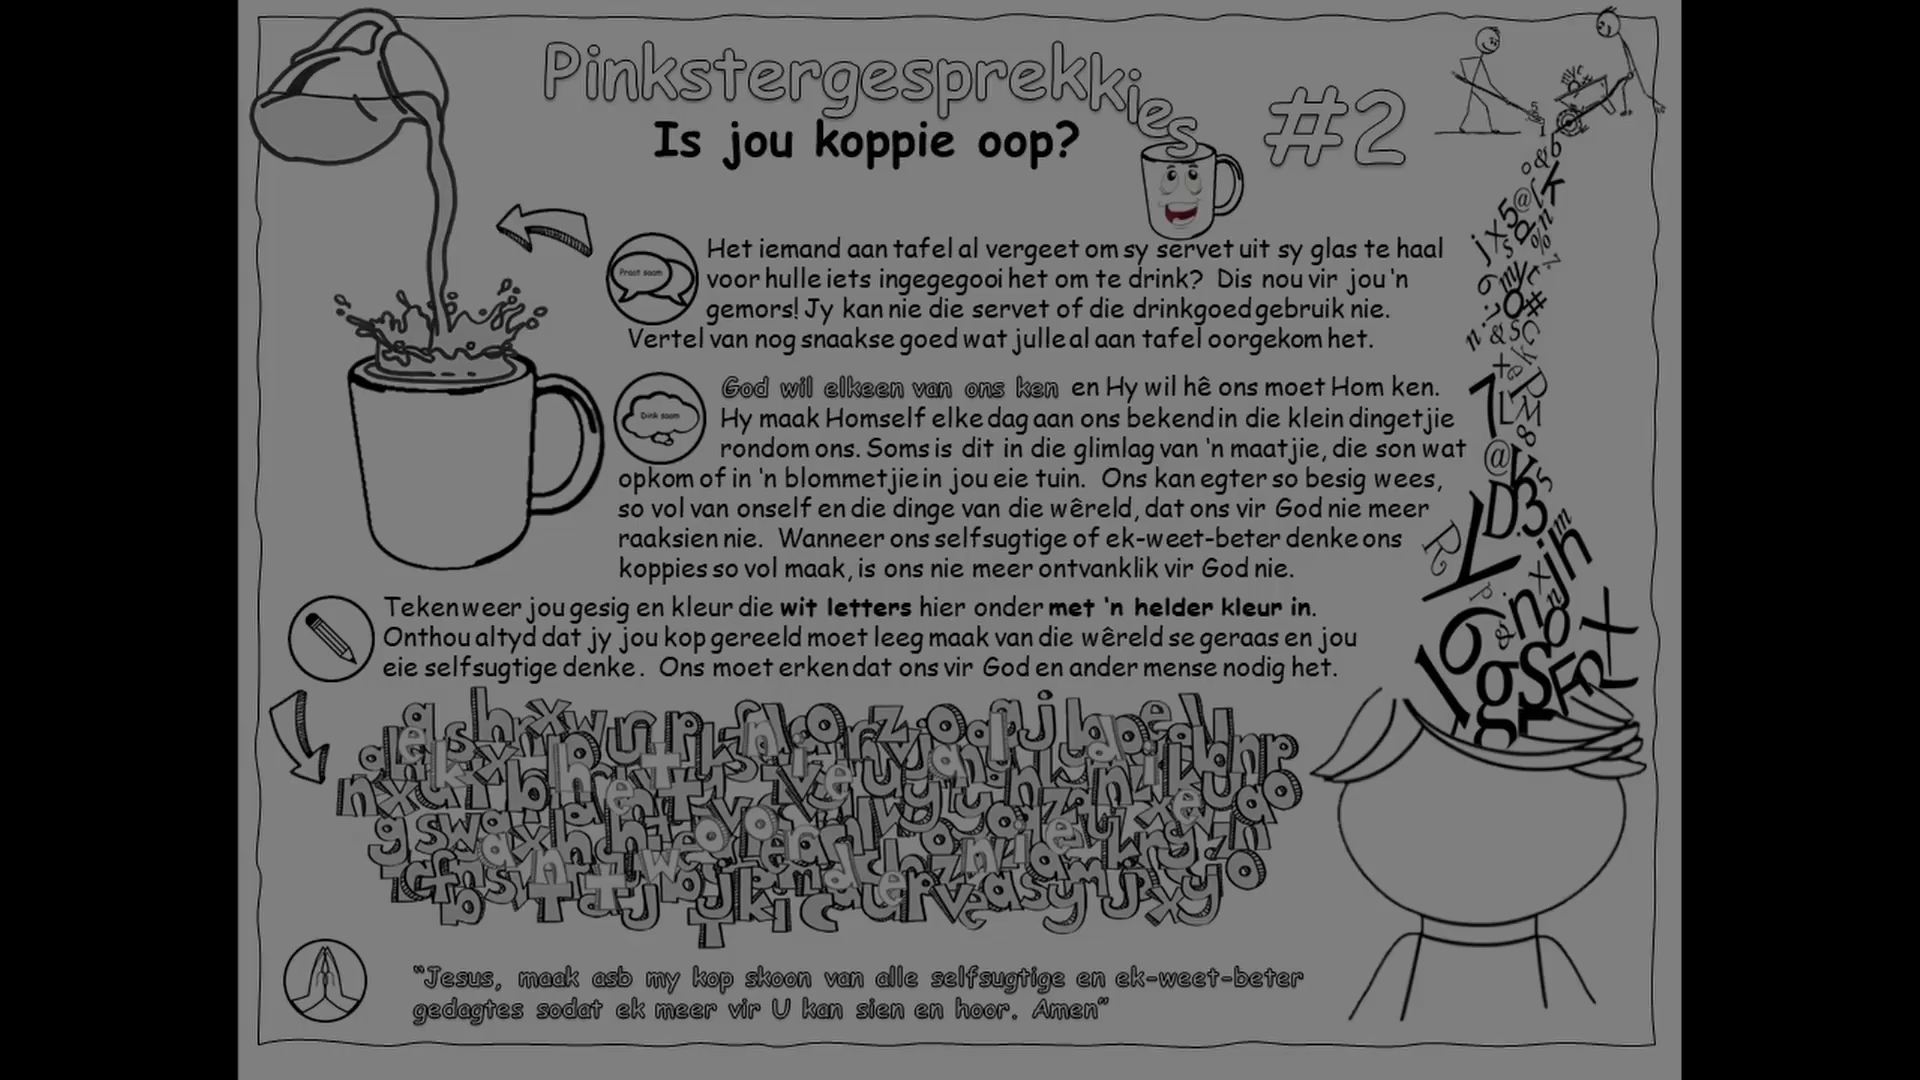 Pinkstergesprekkies #2
Is jou koppie oop?
Praat saam
Het iemand aan tafel al vergeet om sy servet uit sy glas te haal
voor hulle iets ingegegooi het om te drink? Dis nou vir jou 'n
gemors! Jy kan nie die servet of die drinkgoed gebruik nie.
Vertel van nog snaakse goed wat julle al aan tafel oorgekom het.
Dink saam
God wil elkeen van ons ken en Hy wil hê ons moet Hom ken.
Hy maak Homself elke dag aan ons bekend in die klein dingetjie
rondom ons. Soms is dit in die glimlag van 'n maatjie, die son wat
opkom of in 'n blommetjie in jou eie tuin. Ons kan egter so besig wees,
so vol van onself en die dinge van die wêreld, dat ons vir God nie meer
raaksien nie. Wanneer ons selfsugtige of ek-weet-beter denke ons
koppies so vol maak, is ons nie meer ontvanklik vir God nie.
Teken weer jou gesig en kleur die wit letters hier onder met 'n helder kleur in.
Onthou altyd dat jy jou kop gereeld moet leeg maak van die wêreld se geraas en jou
eie selfsugtige denke. Ons moet erken dat ons vir God en ander mense nodig het.
"Jesus, maak asb my kop skoon van alle selfsugtige en ek-weet-beter
gedagtes sodat ek meer vir U kan sien en hoor. Amen"